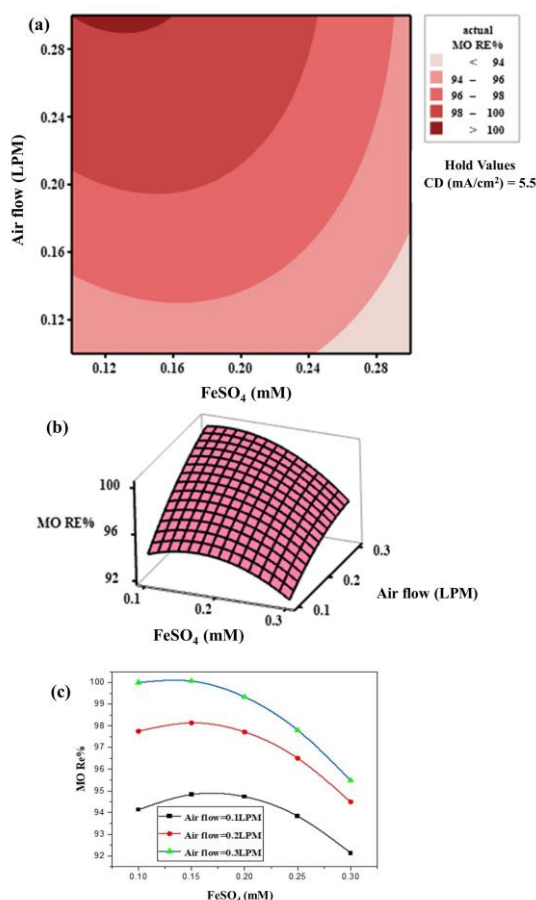 (a)
Air flow (LPM)
0.28
0.24
0.20
0.16
0.12
0.12 0.16 0.20 0.24 0.28
FeSO₄ (mM)
actual
MO RE%
< 94
94 – 96
96 – 98
98 – 100
> 100
Hold Values
CD (mA/cm²) = 5.5
(b)
MO RE%
100
96
92
0.1 0.2 0.3
FeSO₄ (mM)
0.1 0.2 0.3
Air flow (LPM)
(c)
MO Re%
100
99
98
97
96
95
94
93
92
Air flow=0.1LPM
Air flow=0.2LPM
Air flow=0.3LPM
0.10 0.15 0.20 0.25 0.30
FeSO₄ (mM)